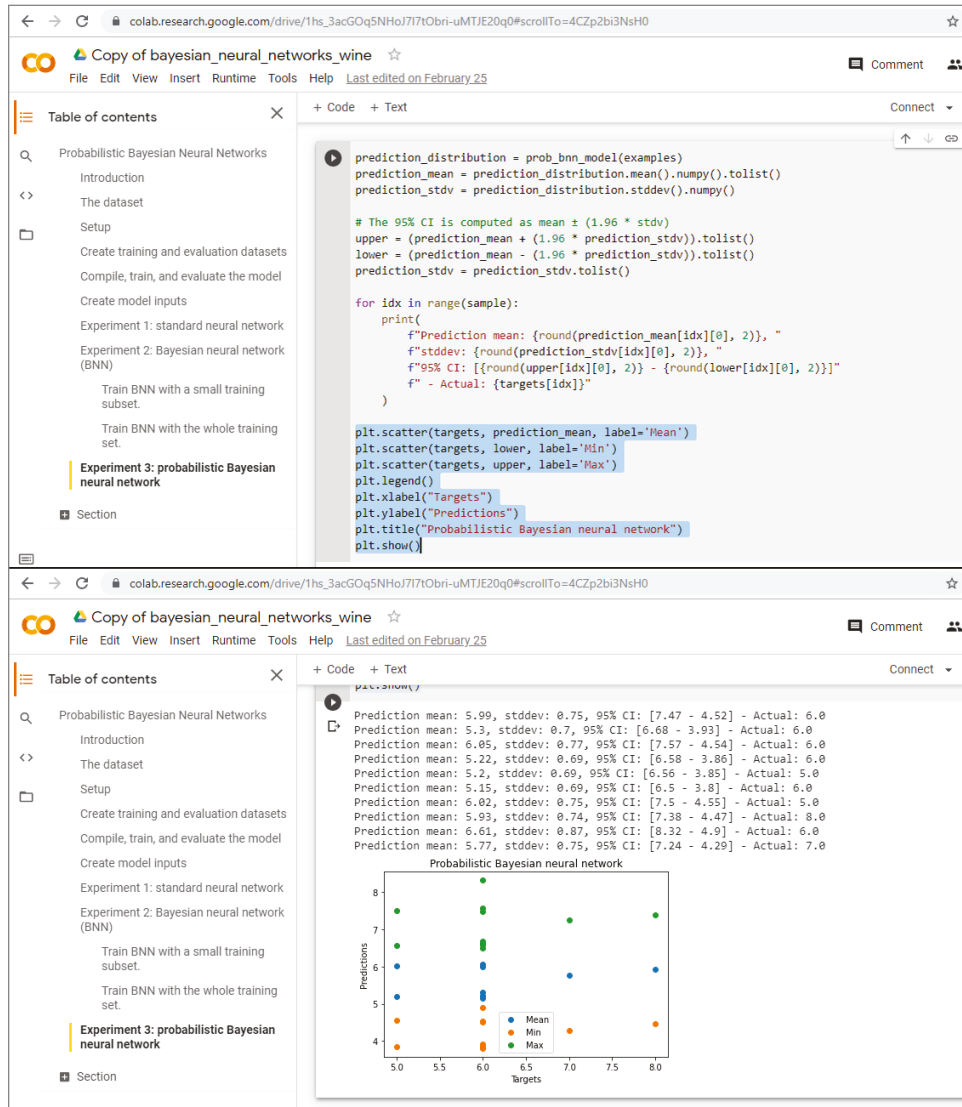 colab.research.google.com/drive/1hs_3acGOq5NHoJ7I7tObri-uMTJE20q0#scrollTo=4CZp2bi3NsH0
Copy of bayesian_neural_networks_wine
File Edit View Insert Runtime Tools Help Last edited on February 25
Comment
Table of contents
+ Code + Text
Connect
Probabilistic Bayesian Neural Networks
Introduction
The dataset
Setup
Create training and evaluation datasets
Compile, train, and evaluate the model
Create model inputs
Experiment 1: standard neural network
Experiment 2: Bayesian neural network
(BNN)
Train BNN with a small training
subset.
Train BNN with the whole training
set.
Experiment 3: probabilistic Bayesian
neural network
Section
prediction_distribution = prob_bnn_model(examples)
prediction_mean = prediction_distribution.mean().numpy().tolist()
prediction_stdv = prediction_distribution.stddev().numpy()
# The 95% CI is computed as mean ± (1.96 * stdv)
upper = (prediction_mean + (1.96 * prediction_stdv)).tolist()
lower = (prediction_mean - (1.96 * prediction_stdv)).tolist()
prediction_stdv = prediction_stdv.tolist()
for idx in range(sample):
print(
f"Prediction mean: {round(prediction_mean[idx][0], 2)}, "
f"stddev: {round(prediction_stdv[idx][0], 2)}, "
f"95% CI: [{round(upper[idx][0], 2)} - {round(lower[idx][0], 2)}]"
f" - Actual: {targets[idx]}"
)
plt.scatter(targets, prediction_mean, label='Mean')
plt.scatter(targets, lower, label='Min')
plt.scatter(targets, upper, label='Max')
plt.legend()
plt.xlabel("Targets")
plt.ylabel("Predictions")
plt.title("Probabilistic Bayesian neural network")
plt.show()
colab.research.google.com/drive/1hs_3acGOq5NHoJ7I7tObri-uMTJE20q0#scrollTo=4CZp2bi3NsH0
Copy of bayesian_neural_networks_wine
File Edit View Insert Runtime Tools Help Last edited on February 25
Comment
Table of contents
+ Code + Text
Connect
Probabilistic Bayesian Neural Networks
Introduction
The dataset
Setup
Create training and evaluation datasets
Compile, train, and evaluate the model
Create model inputs
Experiment 1: standard neural network
Experiment 2: Bayesian neural network
(BNN)
Train BNN with a small training
subset.
Train BNN with the whole training
set.
Experiment 3: probabilistic Bayesian
neural network
Section
plt.show()
Prediction mean: 5.99, stddev: 0.75, 95% CI: [7.47 - 4.52] - Actual: 6.0
Prediction mean: 5.3, stddev: 0.7, 95% CI: [6.68 - 3.93] - Actual: 6.0
Prediction mean: 6.05, stddev: 0.77, 95% CI: [7.57 - 4.54] - Actual: 6.0
Prediction mean: 5.22, stddev: 0.69, 95% CI: [6.58 - 3.86] - Actual: 6.0
Prediction mean: 5.2, stddev: 0.69, 95% CI: [6.56 - 3.85] - Actual: 5.0
Prediction mean: 5.15, stddev: 0.69, 95% CI: [6.5 - 3.8] - Actual: 6.0
Prediction mean: 6.02, stddev: 0.75, 95% CI: [7.5 - 4.55] - Actual: 5.0
Prediction mean: 5.93, stddev: 0.74, 95% CI: [7.38 - 4.47] - Actual: 8.0
Prediction mean: 6.61, stddev: 0.87, 95% CI: [8.32 - 4.9] - Actual: 6.0
Prediction mean: 5.77, stddev: 0.75, 95% CI: [7.24 - 4.29] - Actual: 7.0
Probabilistic Bayesian neural network
8
7
6
5
4
Predictions
Mean
Min
Max
5.0 5.5 6.0 6.5 7.0 7.5 8.0
Targets